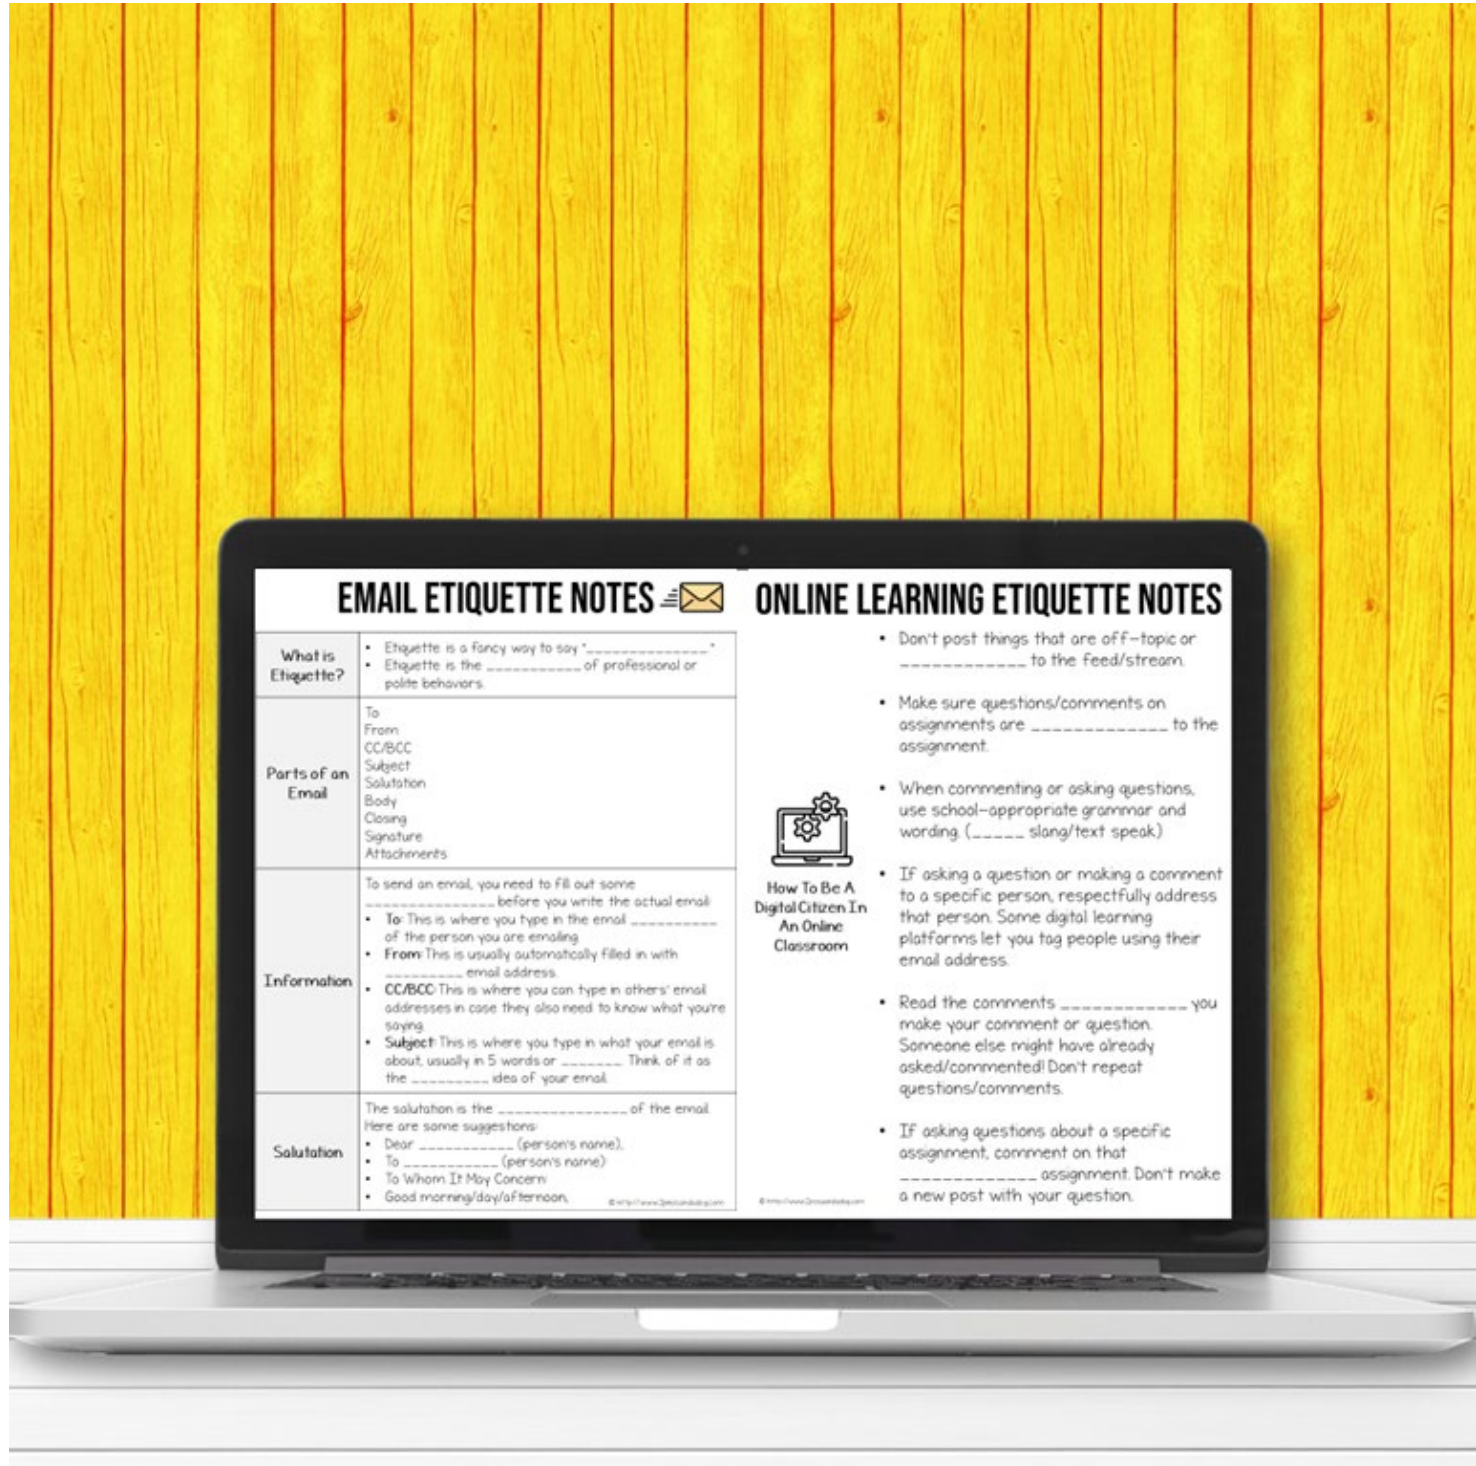 EMAIL ETIQUETTE NOTES
What is
Etiquette?
• Etiquette is a fancy way to say "______________."
• Etiquette is the ___________ of professional or
polite behaviors.
Parts of an
Email
To
From
CC/BCC
Subject
Salutation
Body
Closing
Signature
Attachments
Information
To send an email, you need to fill out some
_______________ before you write the actual email:
• To: This is where you type in the email __________
of the person you are emailing.
• From: This is usually automatically filled in with
_________ email address.
• CC/BCC: This is where you can type in others' email
addresses in case they also need to know what you're
saying.
• Subject: This is where you type in what your email is
about, usually in 5 words or _______. Think of it as
the _________ idea of your email.
Salutation
The salutation is the _______________ of the email.
Here are some suggestions:
• Dear ___________ (person's name),
• To ___________ (person's name)
• To Whom It May Concern:
• Good morning/day/afternoon,
ONLINE LEARNING ETIQUETTE NOTES
How To Be A
Digital Citizen In
An Online
Classroom
• Don't post things that are off-topic or
____________ to the feed/stream.
• Make sure questions/comments on
assignments are _____________ to the
assignment.
• When commenting or asking questions,
use school-appropriate grammar and
wording. (_____ slang/text speak)
• If asking a question or making a comment
to a specific person, respectfully address
that person. Some digital learning
platforms let you tag people using their
email address.
• Read the comments ____________ you
make your comment or question.
Someone else might have already
asked/commented! Don't repeat
questions/comments.
• If asking questions about a specific
assignment, comment on that
_____________ assignment. Don't make
a new post with your question.